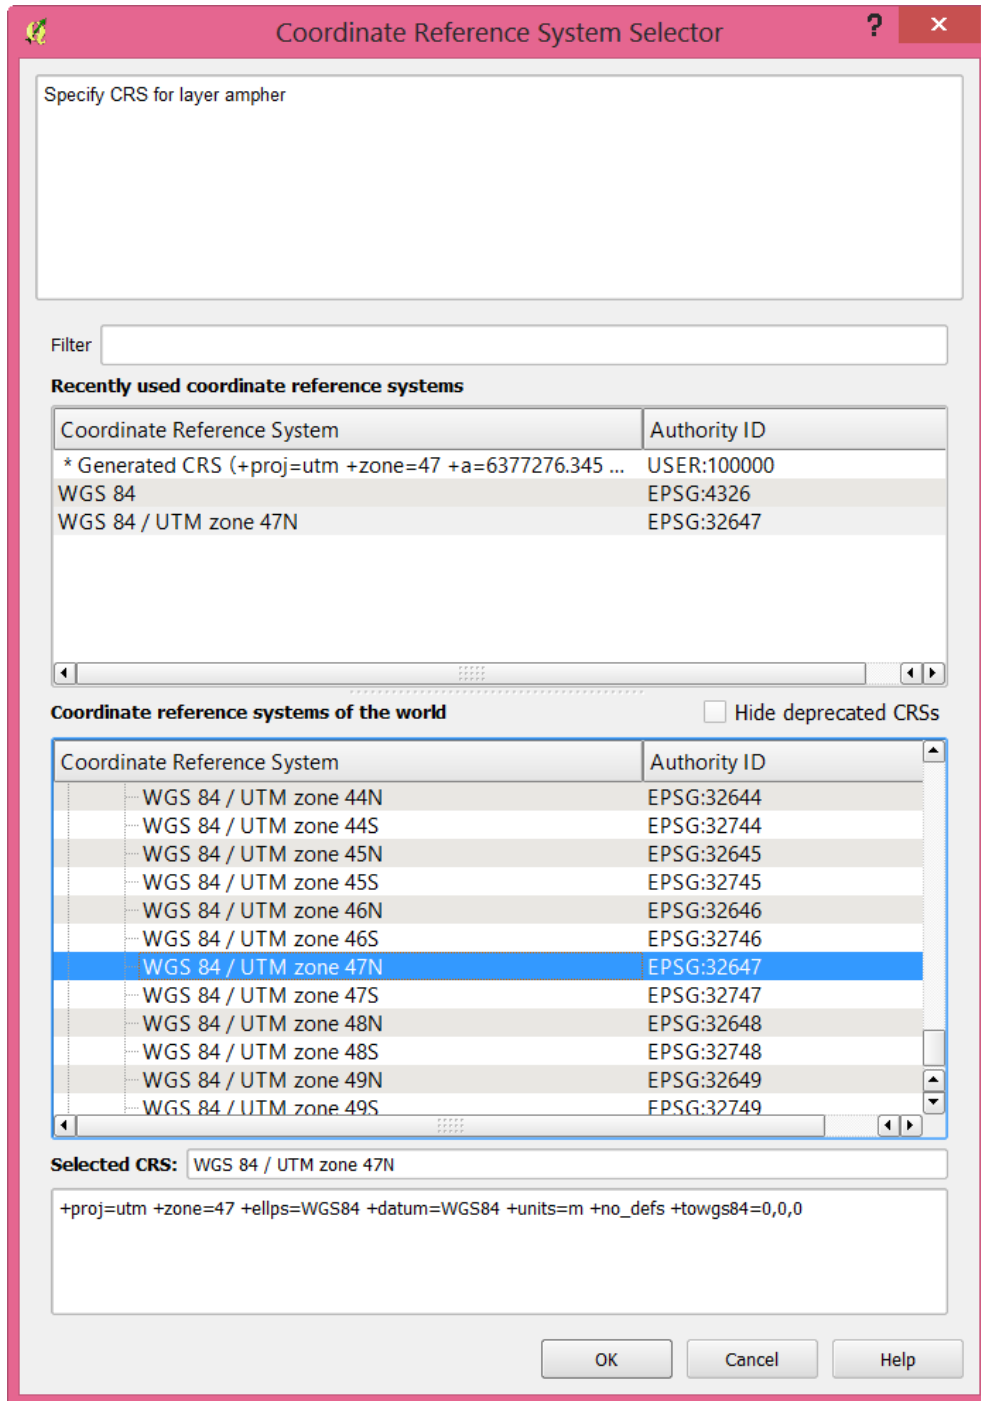 Coordinate Reference System Selector
?
Specify CRS for layer ampher
Filter
Recently used coordinate reference systems
Coordinate Reference System Authority ID
* Generated CRS (+proj=utm +zone=47 +a=6377276.345 ... USER:100000
WGS 84 EPSG:4326
WGS 84 / UTM zone 47N EPSG:32647
Coordinate reference systems of the world Hide deprecated CRSs
Coordinate Reference System Authority ID
WGS 84 / UTM zone 44N EPSG:32644
WGS 84 / UTM zone 44S EPSG:32744
WGS 84 / UTM zone 45N EPSG:32645
WGS 84 / UTM zone 45S EPSG:32745
WGS 84 / UTM zone 46N EPSG:32646
WGS 84 / UTM zone 46S EPSG:32746
WGS 84 / UTM zone 47N EPSG:32647
WGS 84 / UTM zone 47S EPSG:32747
WGS 84 / UTM zone 48N EPSG:32648
WGS 84 / UTM zone 48S EPSG:32748
WGS 84 / UTM zone 49N EPSG:32649
WGS 84 / UTM zone 49S EPSG:32749
Selected CRS: WGS 84 / UTM zone 47N
+proj=utm +zone=47 +ellps=WGS84 +datum=WGS84 +units=m +no_defs +towgs84=0,0,0
OK Cancel Help